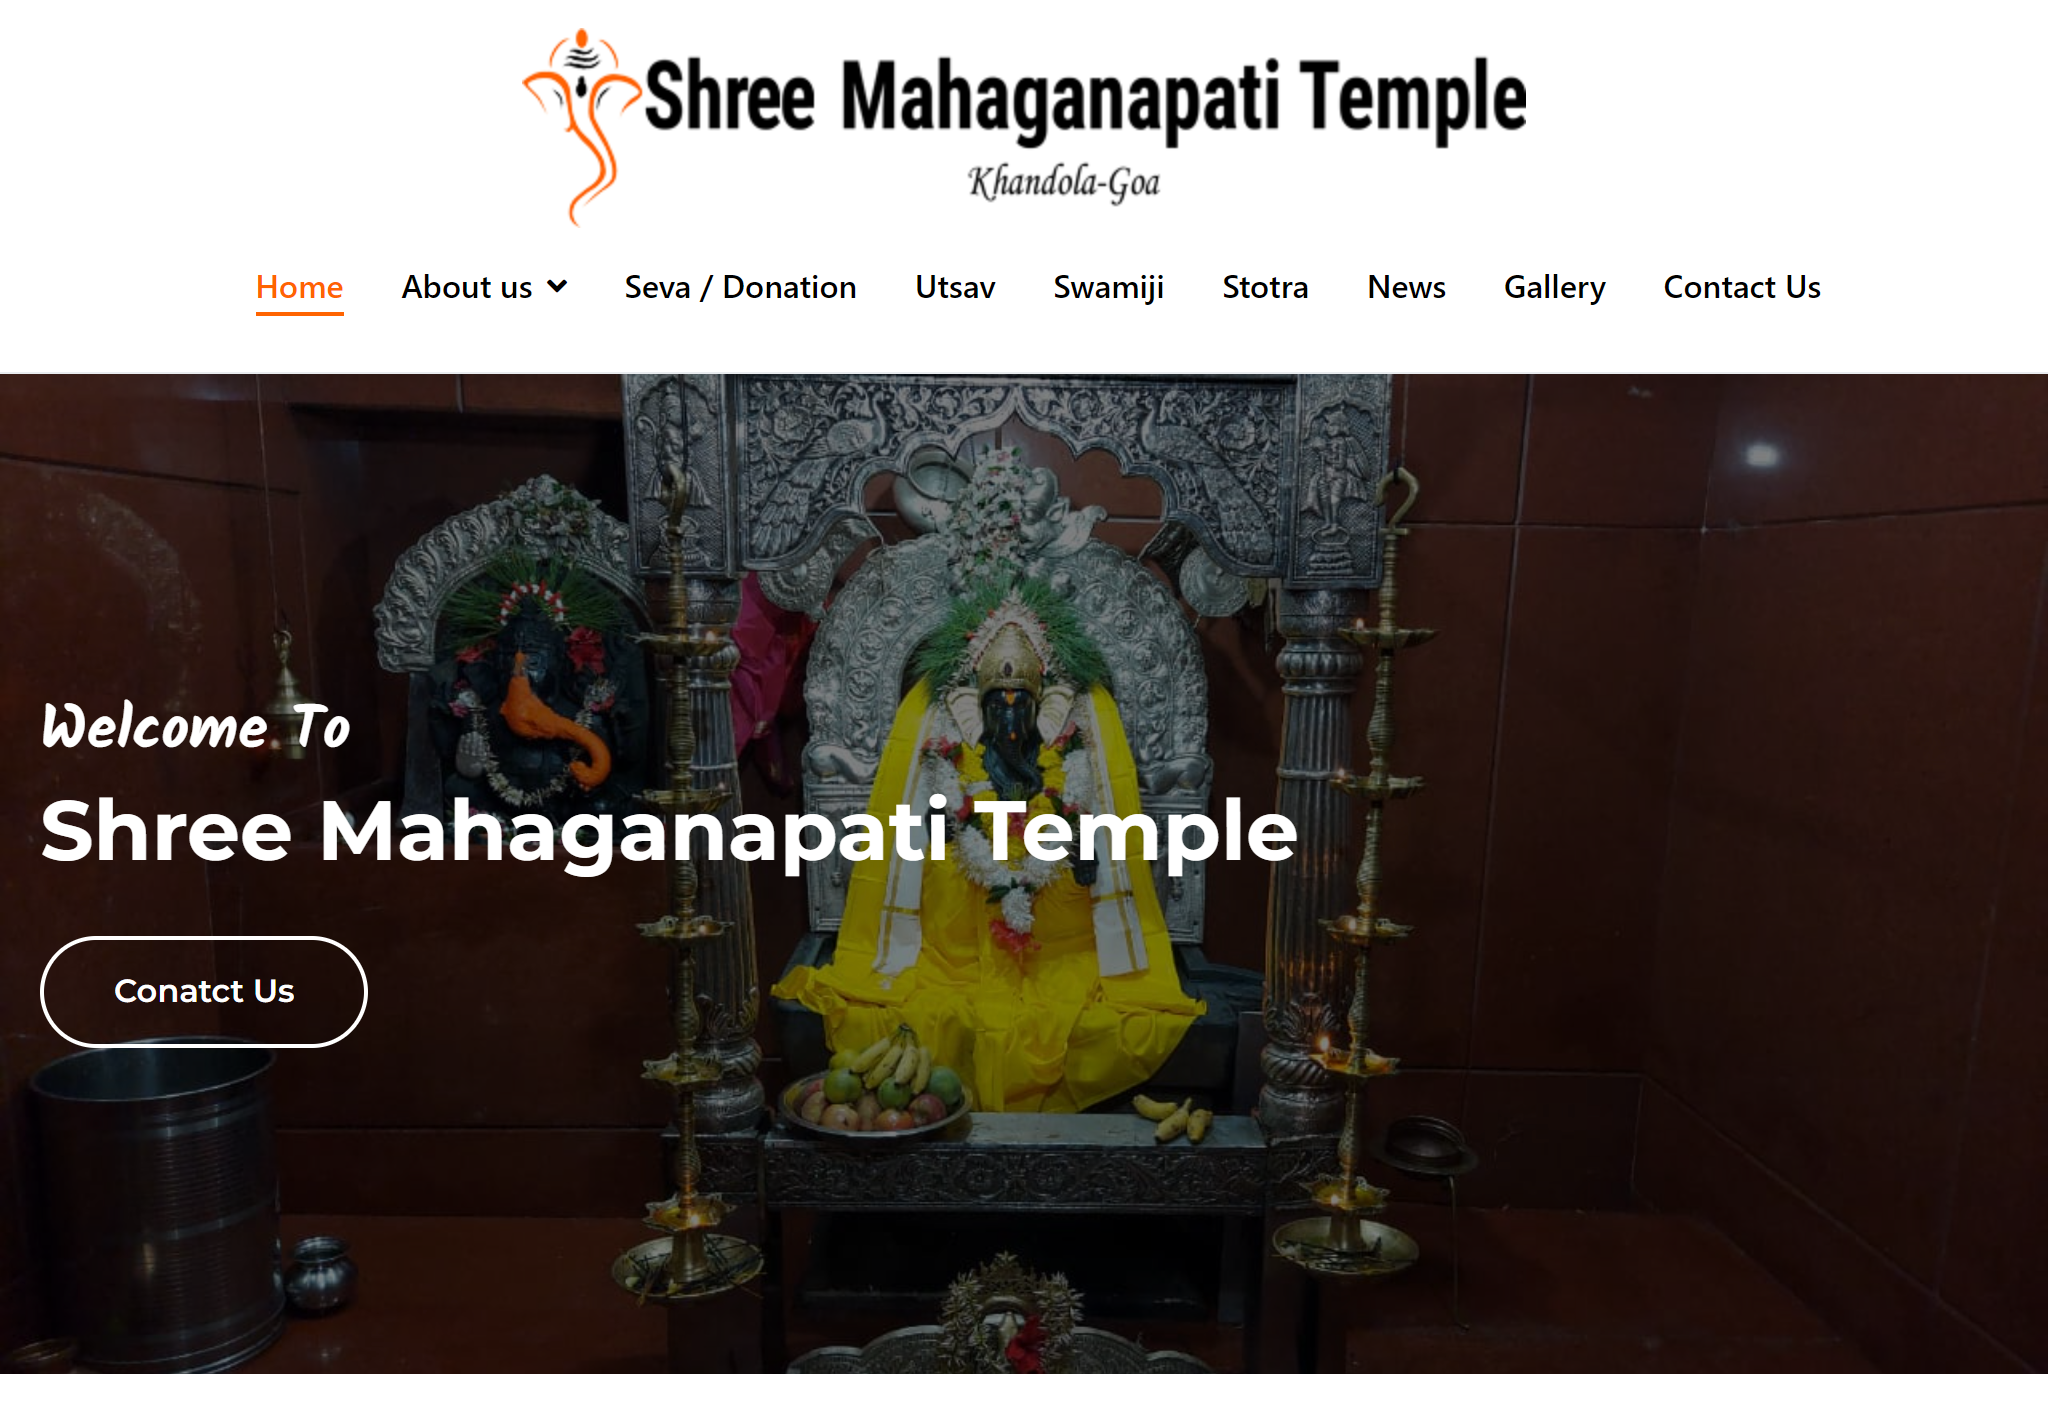 Shree Mahaganapati Temple
Khandola-Goa
Home About us Seva / Donation Utsav Swamiji Stotra News Gallery Contact Us
Welcome To
Shree Mahaganapati Temple
Conatct Us